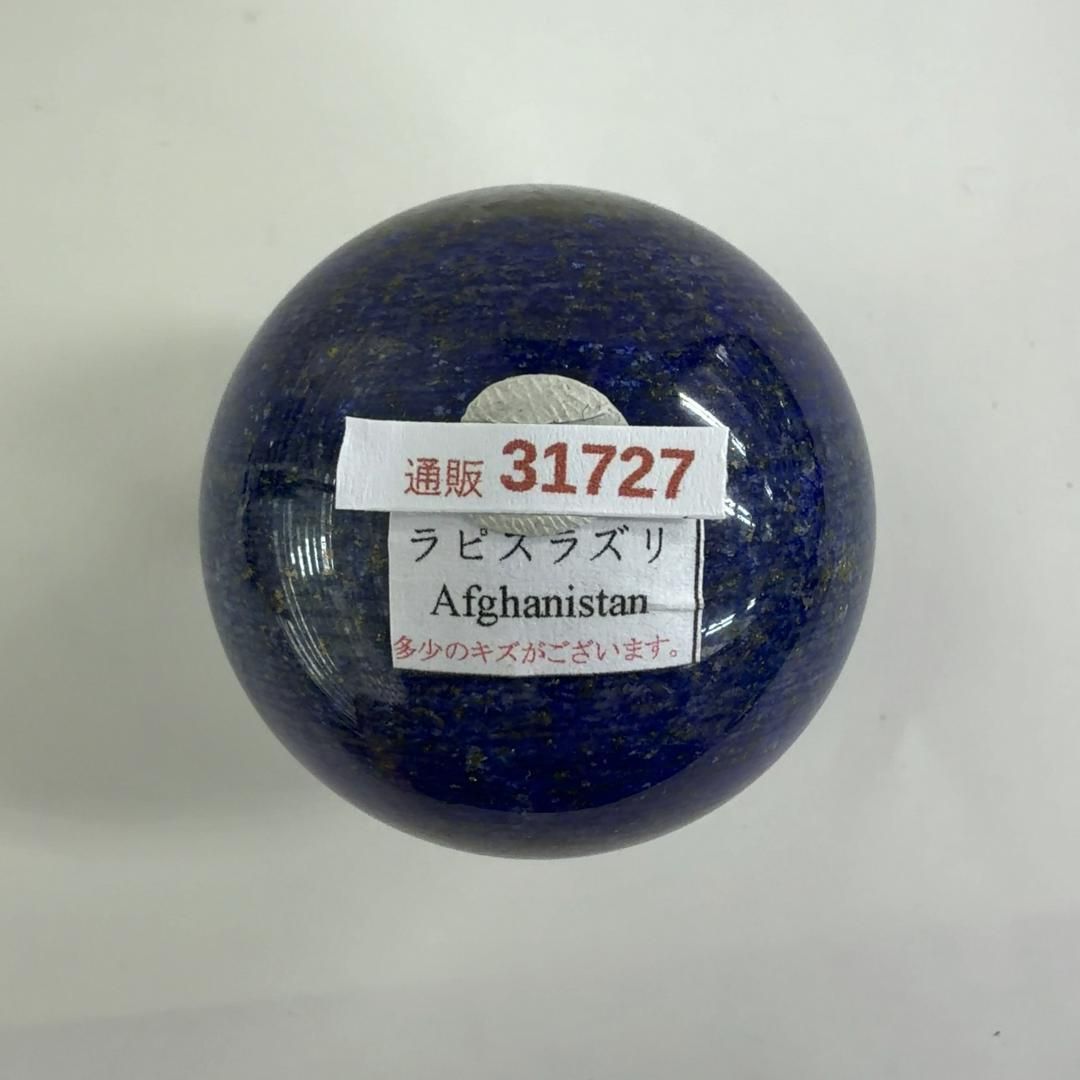 通販 31727
ラピスラズリ
Afghanistan
多少のキズがございます。